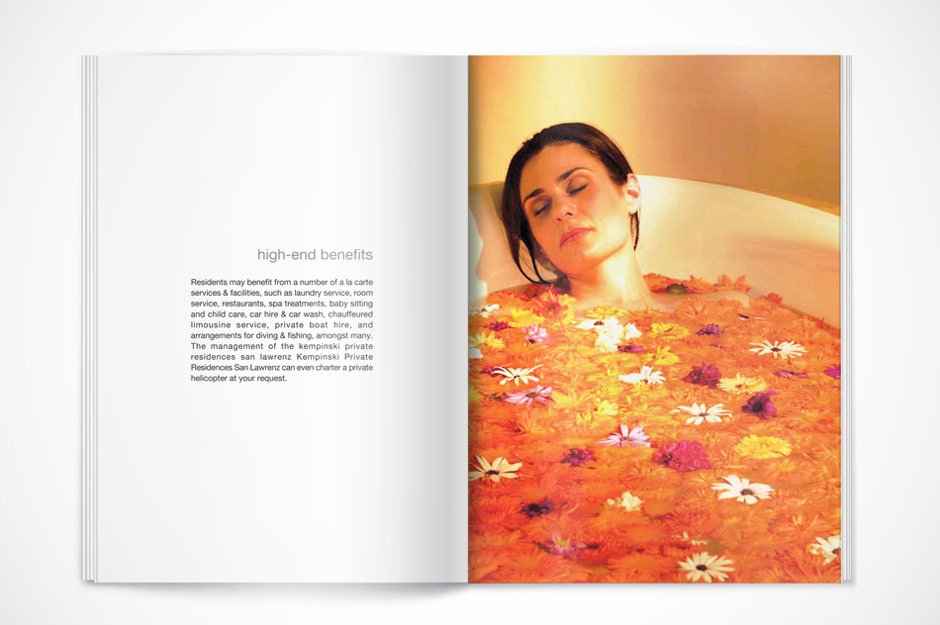 high-end benefits
Residents may benefit from a number of a la carte
services & facilities, such as laundry service, room
service, restaurants, spa treatments, baby sitting
and child care, car hire & car wash, chauffeured
limousine service, private boat hire, and
arrangements for diving & fishing, amongst many.
The management of the kempinski private
residences san lawrenz Kempinski Private
Residences San Lawrenz can even charter a private
helicopter at your request.